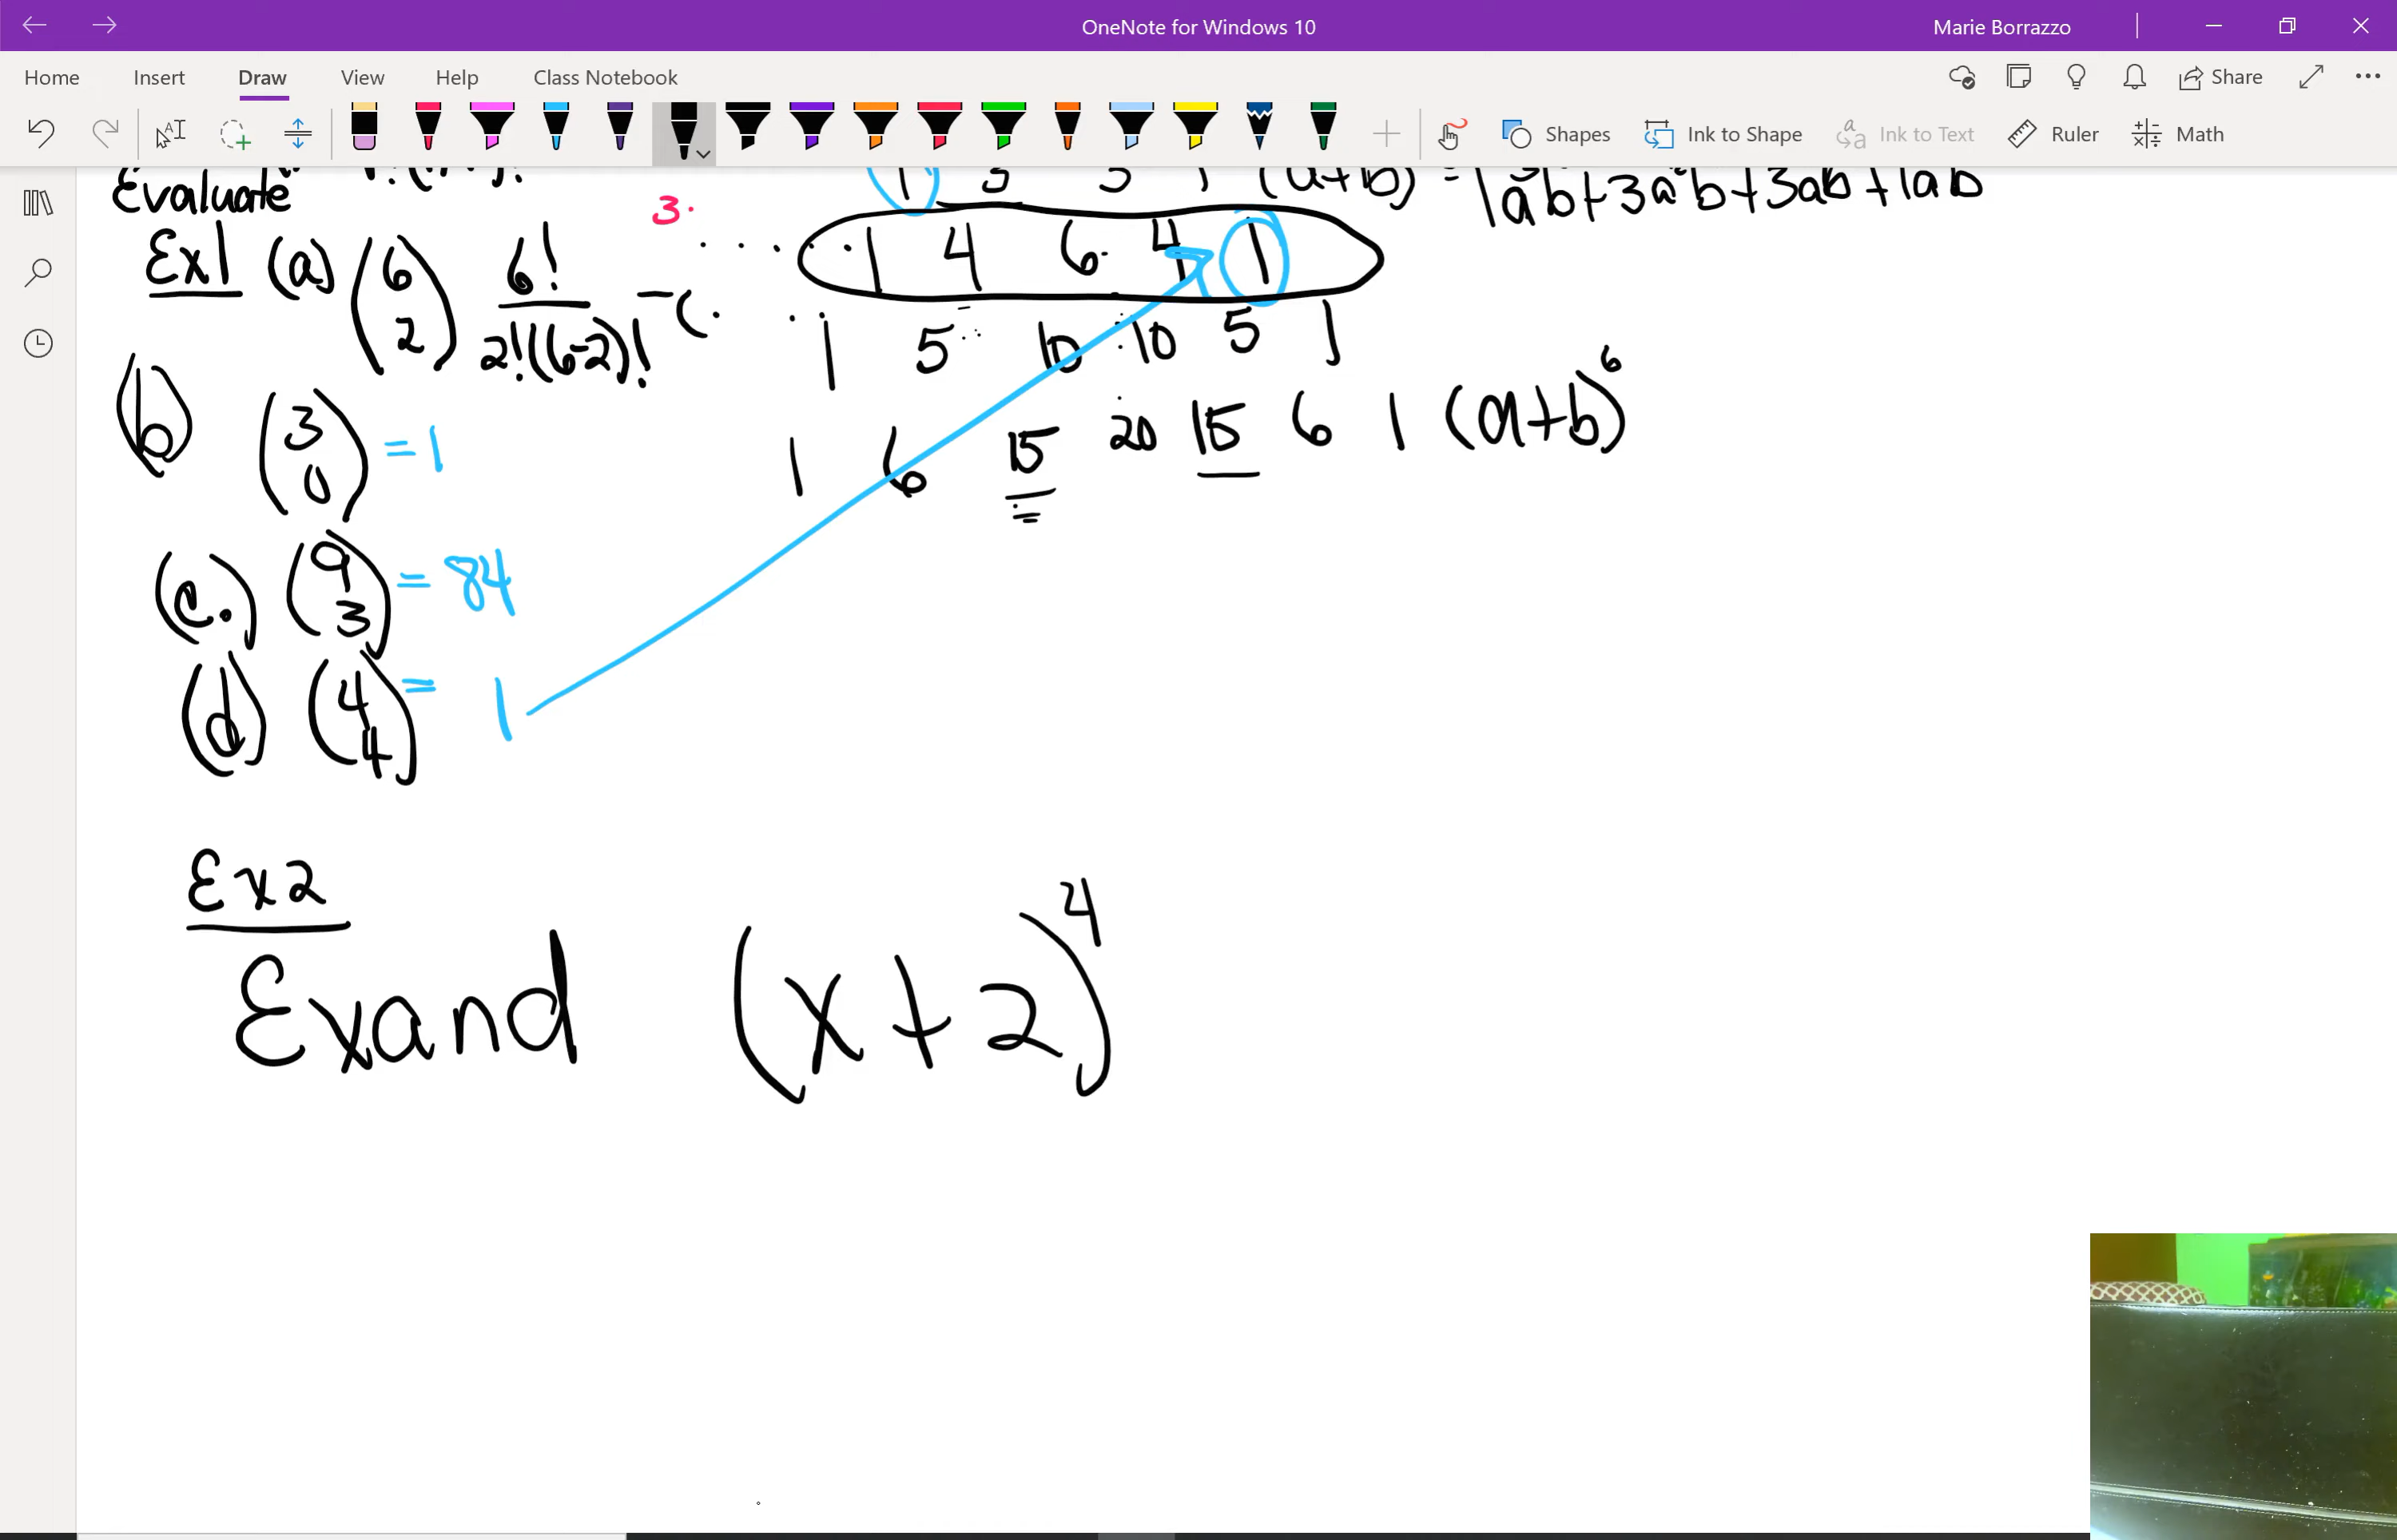 OneNote for Windows 10 Marie Borrazzo
Home Insert Draw View Help Class Notebook Share
Shapes Ink to Shape Ink to Text Ruler Math
Evaluate
3.
1 4 6 4 1
Ex1 (a) (6 2) 6! / 2!(6-2)!
1 5 10 10 5 1
b) (3 0) = 1
1 6 15 20 15 6 1 (a+b)^6
(c.) (9 3) = 84
(d) (4 4) = 1
Ex2
Exand (x+2)^4